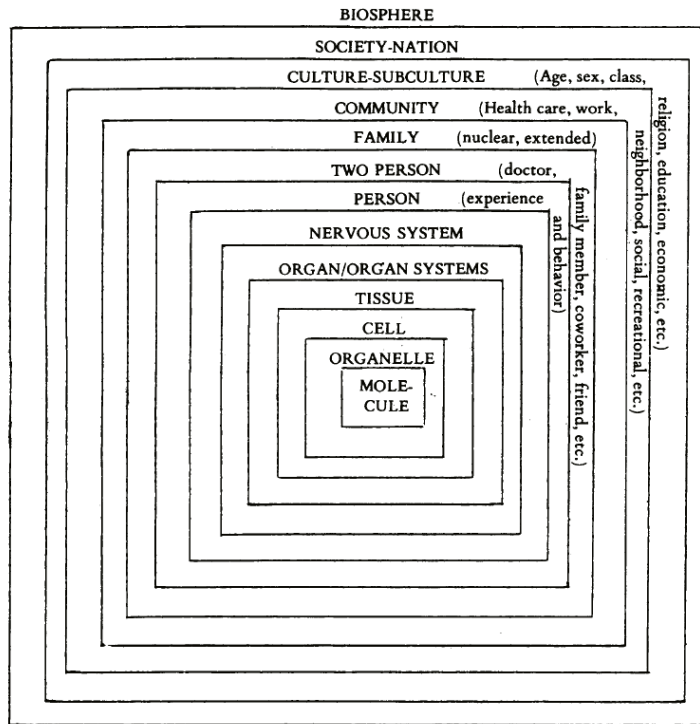 BIOSPHERE
SOCIETY-NATION
CULTURE-SUBCULTURE (Age, sex, class,
religion, education, economic, etc.)
COMMUNITY (Health care, work,
neighborhood, social, recreational, etc.)
FAMILY (nuclear, extended)
TWO PERSON (doctor,
family member, coworker, friend, etc.)
PERSON (experience
and behavior)
NERVOUS SYSTEM
ORGAN/ORGAN SYSTEMS
TISSUE
CELL
ORGANELLE
MOLE-
CULE